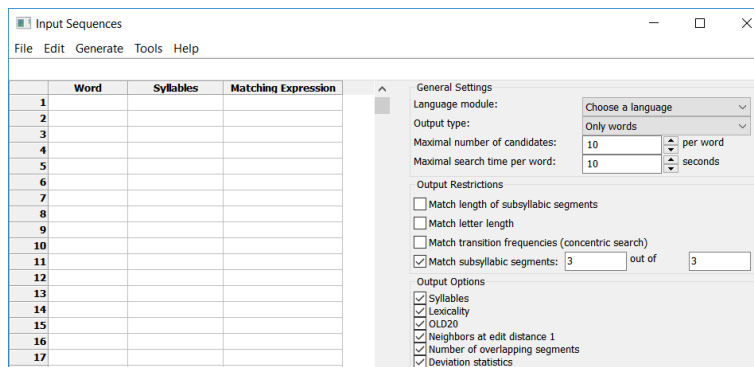 Input Sequences
File Edit Generate Tools Help
Word Syllables Matching Expression
1
2
3
4
5
6
7
8
9
10
11
12
13
14
15
16
17
General Settings
Language module: Choose a language
Output type: Only words
Maximal number of candidates: 10 per word
Maximal search time per word: 10 seconds
Output Restrictions
Match length of subsyllabic segments
Match letter length
Match transition frequencies (concentric search)
Match subsyllabic segments: 3 out of 3
Output Options
Syllables
Lexicality
OLD20
Neighbors at edit distance 1
Number of overlapping segments
Deviation statistics